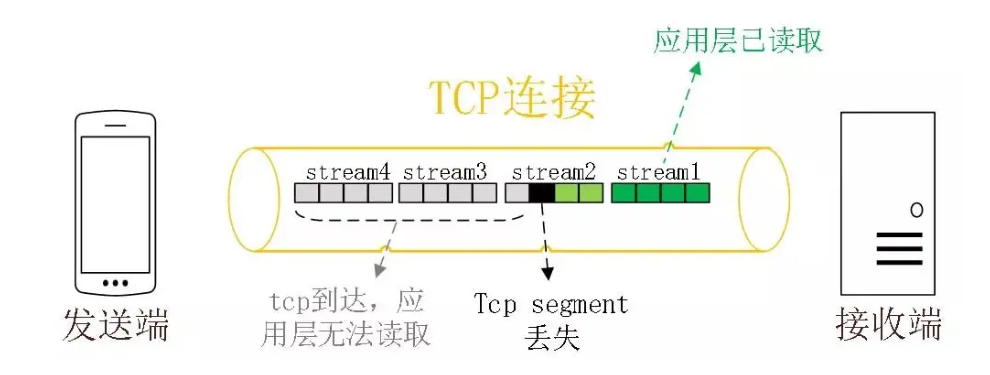 应用层已读取
TCP连接
stream4 stream3 stream2 stream1
tcp到达，应
用层无法读取
Tcp segment
丢失
发送端
接收端